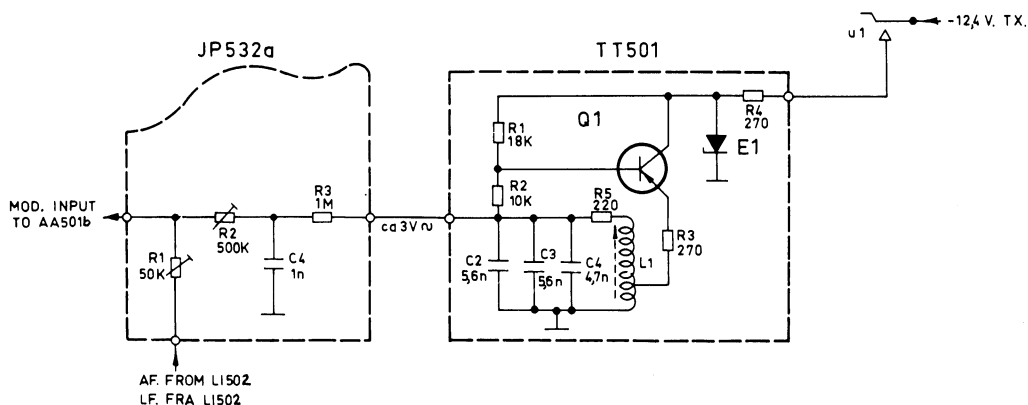 JP532a
TT501
-12,4 V. TX.
u1
R4
270
Q1
E1
R1
18K
R2
10K
R3
1M
R5
220
R3
270
MOD. INPUT
TO AA501b
R2
500K
ca 3V~
R1
50K
C4
1n
C2
5,6n
C3
5,6n
C4
4,7n
L1
AF. FROM LI502
LF. FRA LI502